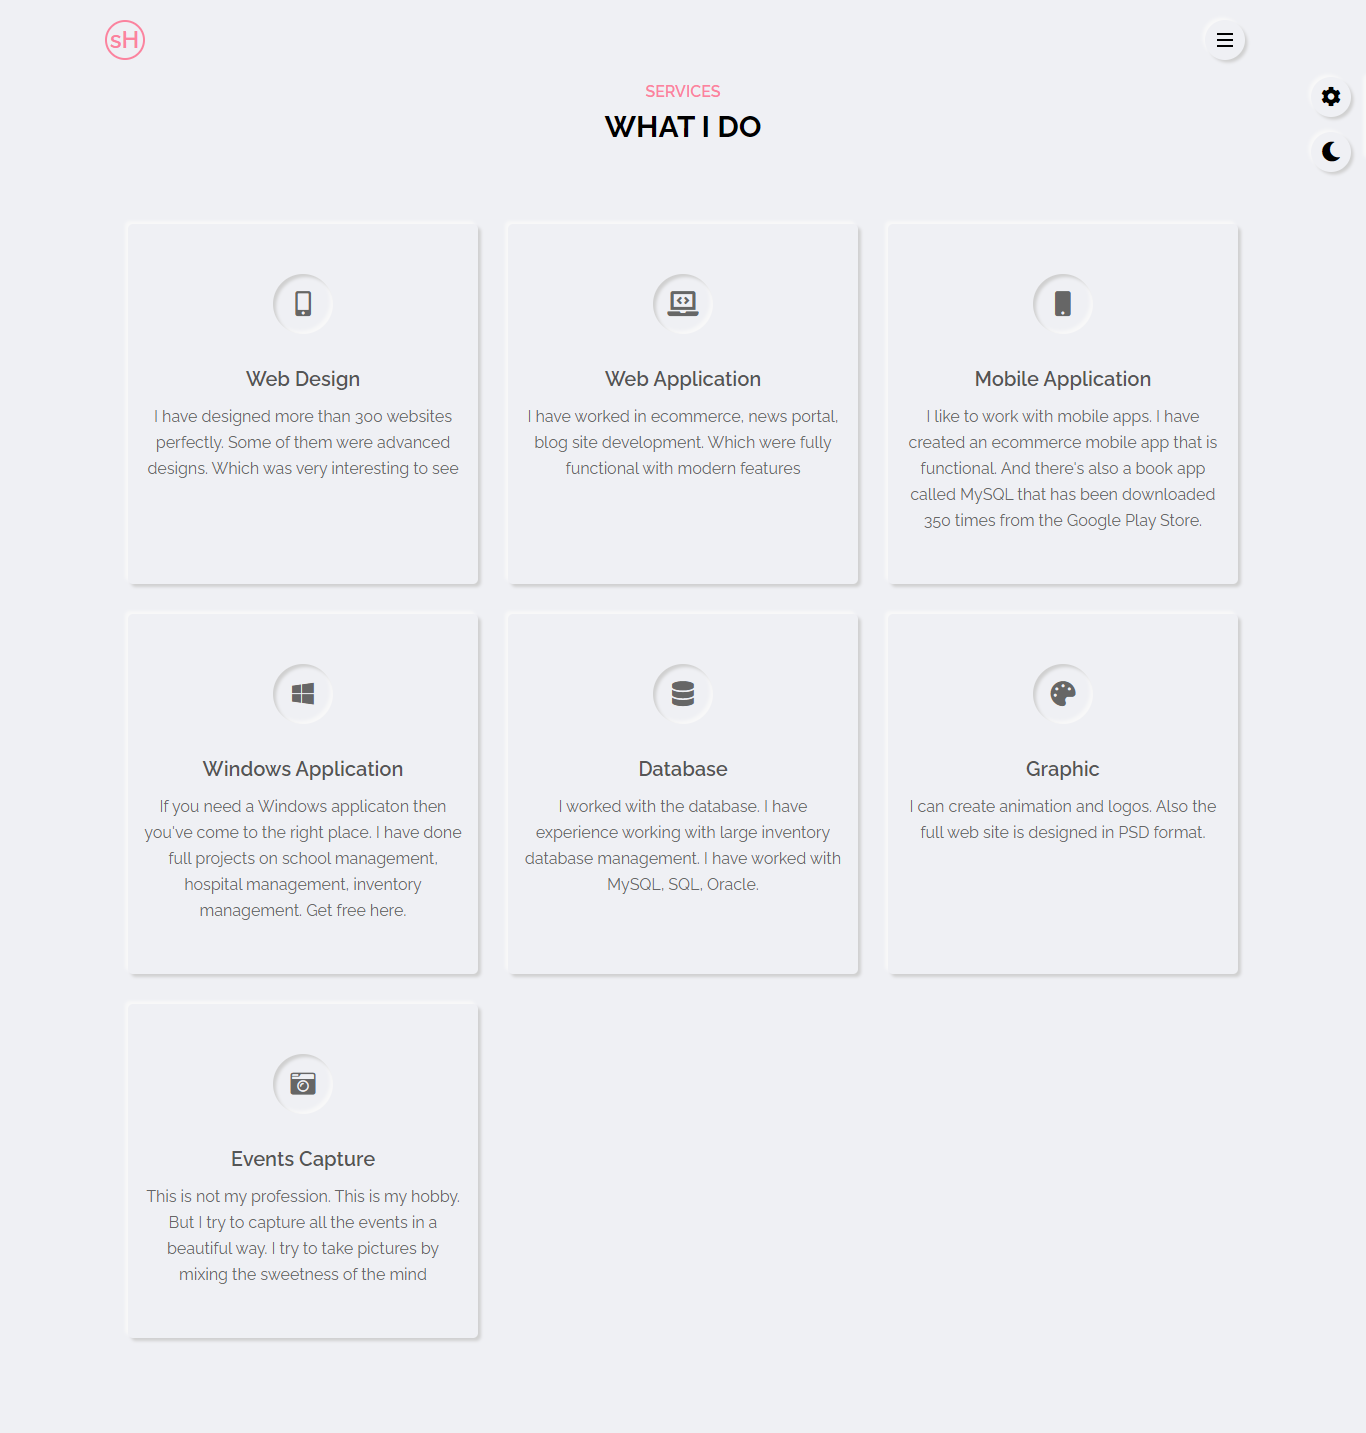 sH
SERVICES
WHAT I DO
Web Design
I have designed more than 300 websites
perfectly. Some of them were advanced
designs. Which was very interesting to see
Web Application
I have worked in ecommerce, news portal,
blog site development. Which were fully
functional with modern features
Mobile Application
I like to work with mobile apps. I have
created an ecommerce mobile app that is
functional. And there's also a book app
called MySQL that has been downloaded
350 times from the Google Play Store.
Windows Application
If you need a Windows applicaton then
you've come to the right place. I have done
full projects on school management,
hospital management, inventory
management. Get free here.
Database
I worked with the database. I have
experience working with large inventory
database management. I have worked with
MySQL, SQL, Oracle.
Graphic
I can create animation and logos. Also the
full web site is designed in PSD format.
Events Capture
This is not my profession. This is my hobby.
But I try to capture all the events in a
beautiful way. I try to take pictures by
mixing the sweetness of the mind